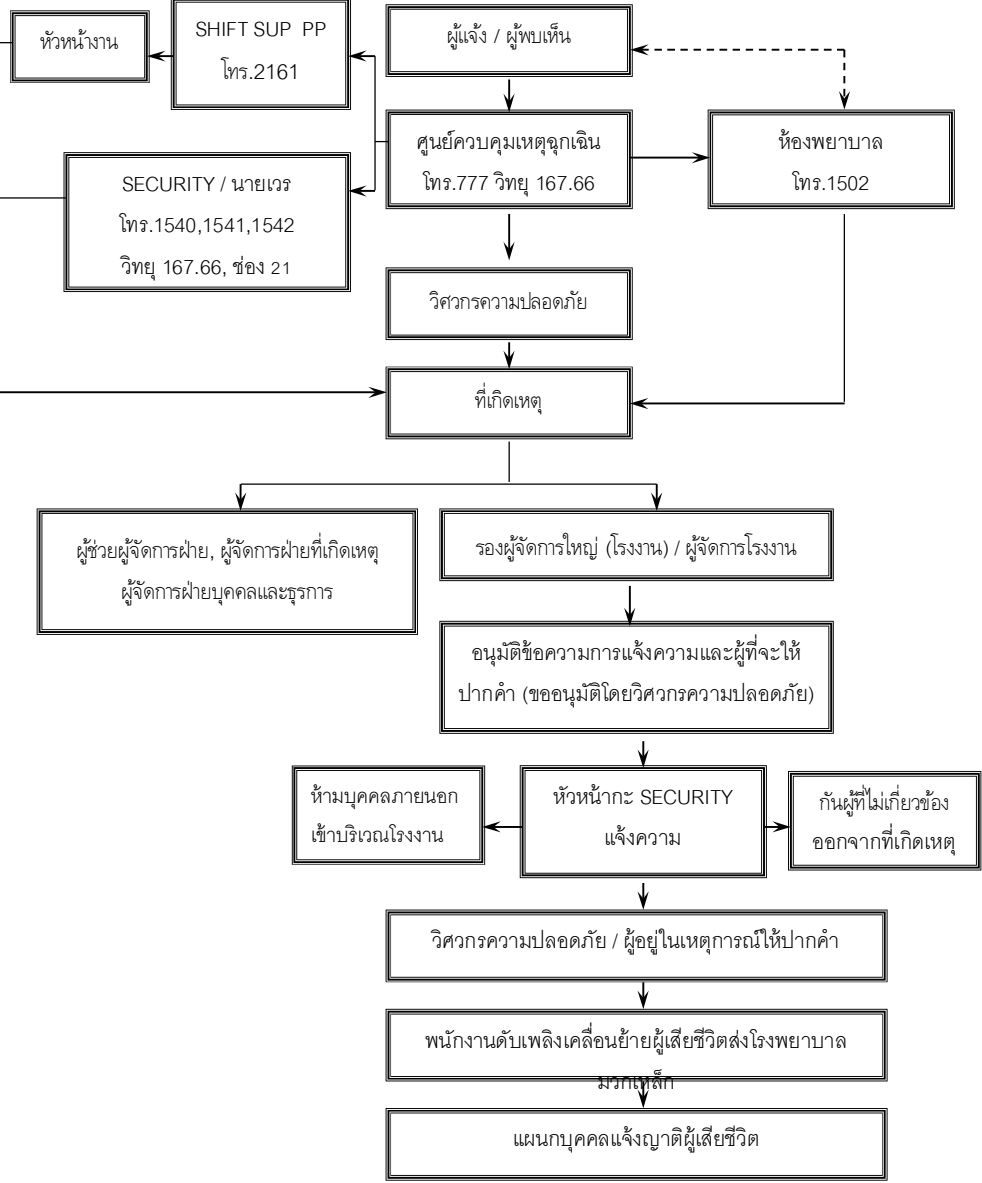 หัวหน้างาน
SHIFT SUP PP
โทร.2161
ผู้แจ้ง / ผู้พบเห็น
ศูนย์ควบคุมเหตุฉุกเฉิน
โทร.777 วิทยุ 167.66
ห้องพยาบาล
โทร.1502
SECURITY / นายเวร
โทร.1540,1541,1542
วิทยุ 167.66, ช่อง 21
วิศวกรความปลอดภัย
ที่เกิดเหตุ
ผู้ช่วยผู้จัดการฝ่าย, ผู้จัดการฝ่ายที่เกิดเหตุ
ผู้จัดการฝ่ายบุคคลและธุรการ
รองผู้จัดการใหญ่ (โรงงาน) / ผู้จัดการโรงงาน
อนุมัติข้อความการแจ้งความและผู้ที่จะให้
ปากคำ (ขออนุมัติโดยวิศวกรความปลอดภัย)
ห้ามบุคคลภายนอก
เข้าบริเวณโรงงาน
หัวหน้ากะ SECURITY
แจ้งความ
กันผู้ที่ไม่เกี่ยวข้อง
ออกจากที่เกิดเหตุ
วิศวกรความปลอดภัย / ผู้อยู่ในเหตุการณ์ให้ปากคำ
พนักงานดับเพลิงเคลื่อนย้ายผู้เสียชีวิตส่งโรงพยาบาล
มวกเหล็ก
แผนกบุคคลแจ้งญาติผู้เสียชีวิต